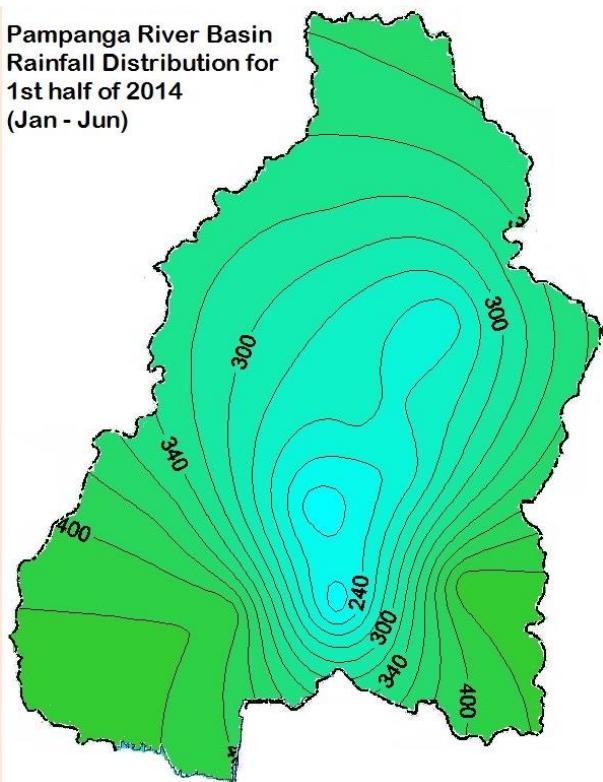 Pampanga River Basin
Rainfall Distribution for
1st half of 2014
(Jan - Jun)
300
300
340
400
240
300
340
400